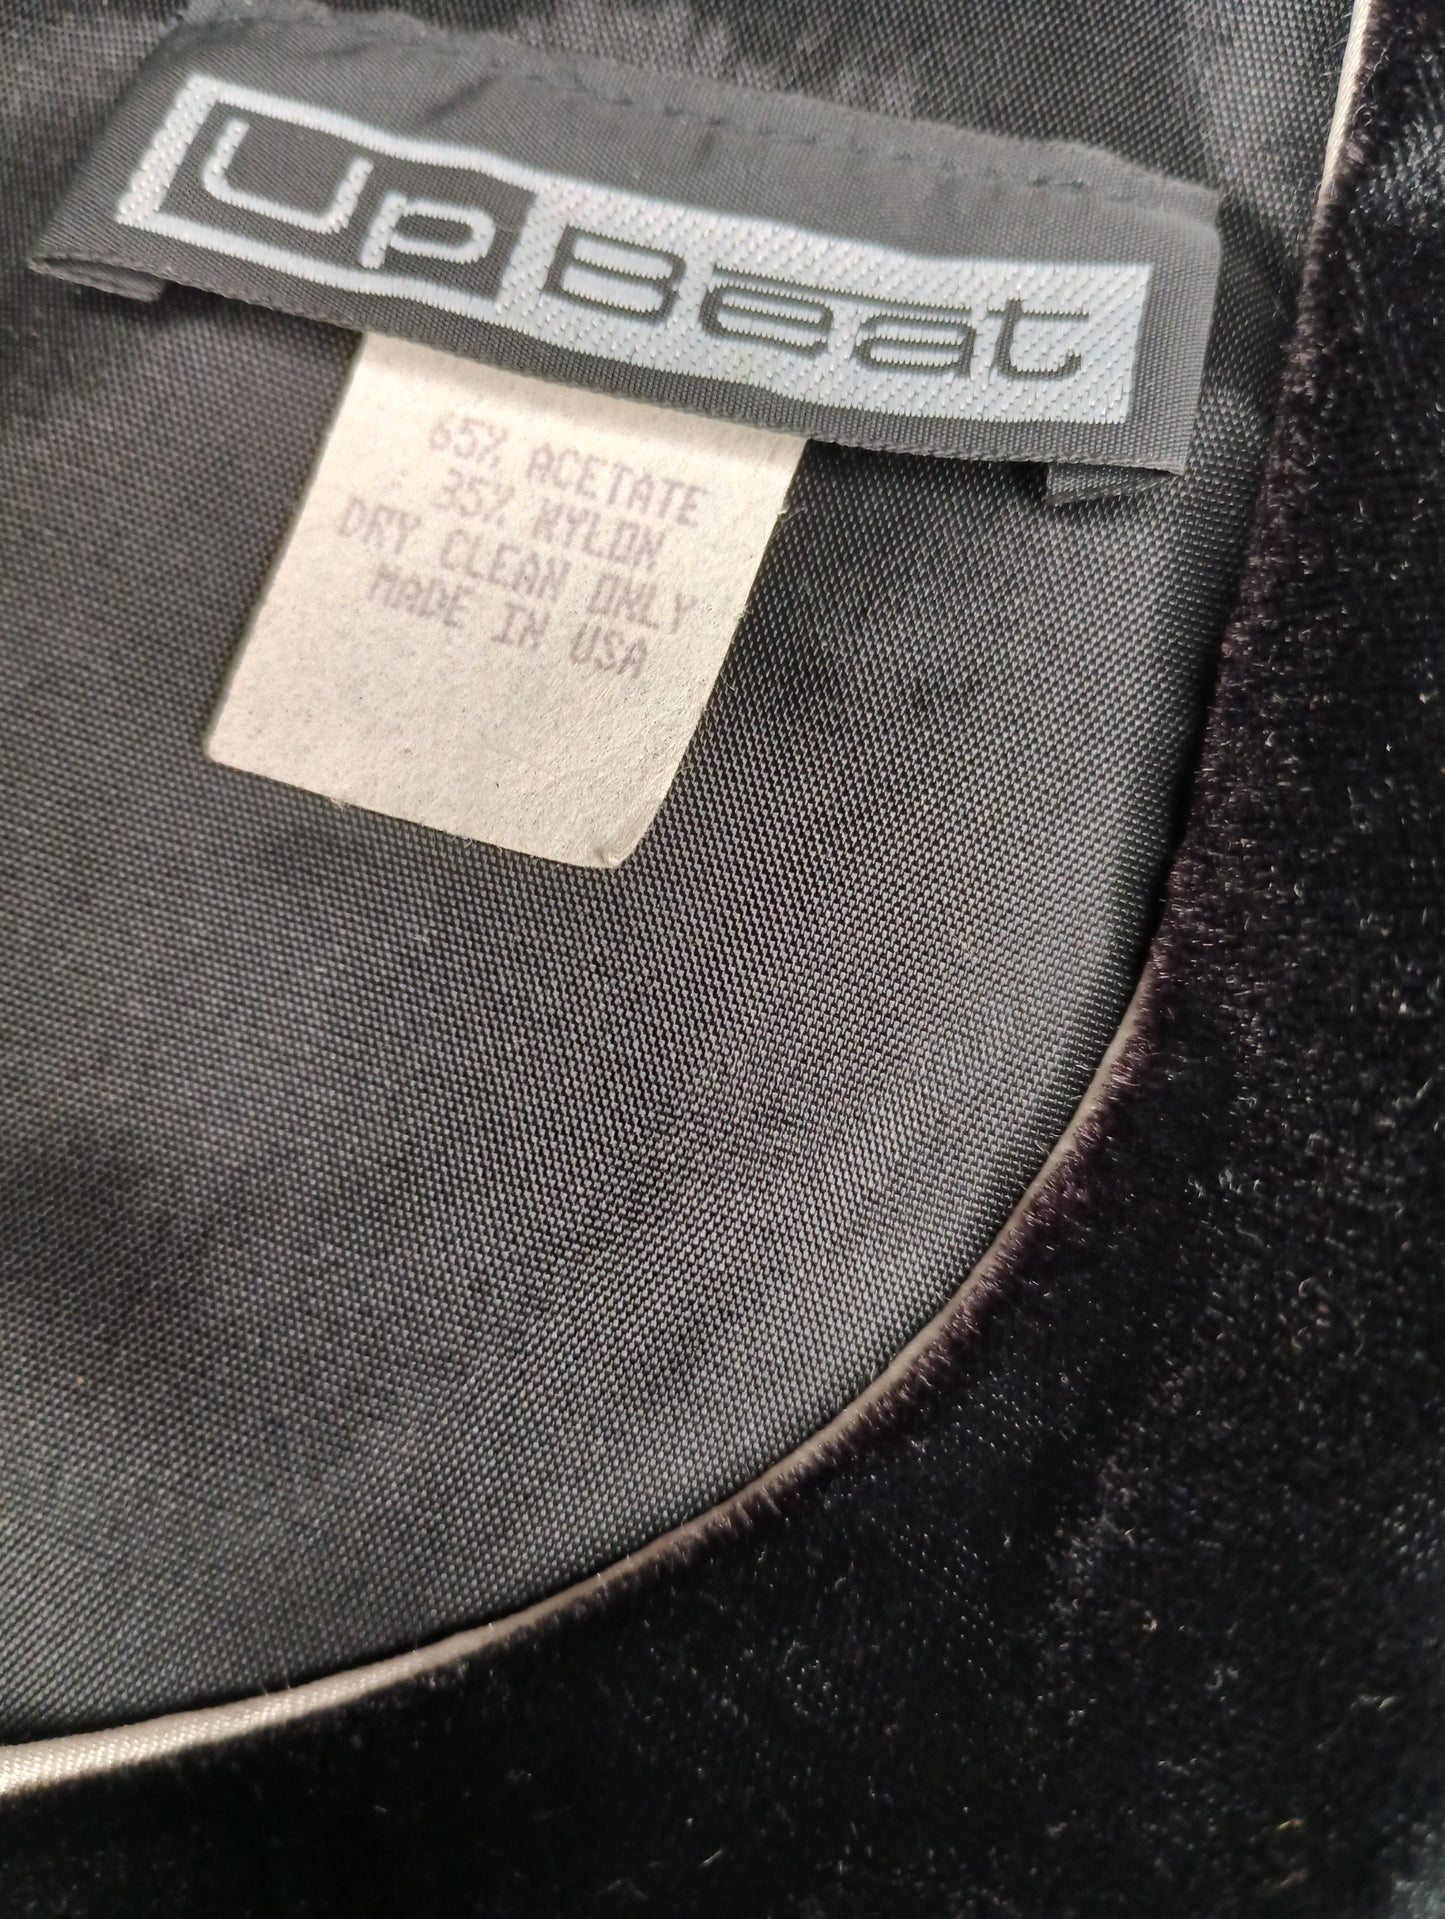 UpBeat
65% ACETATE
35% NYLON
DRY CLEAN ONLY
MADE IN USA